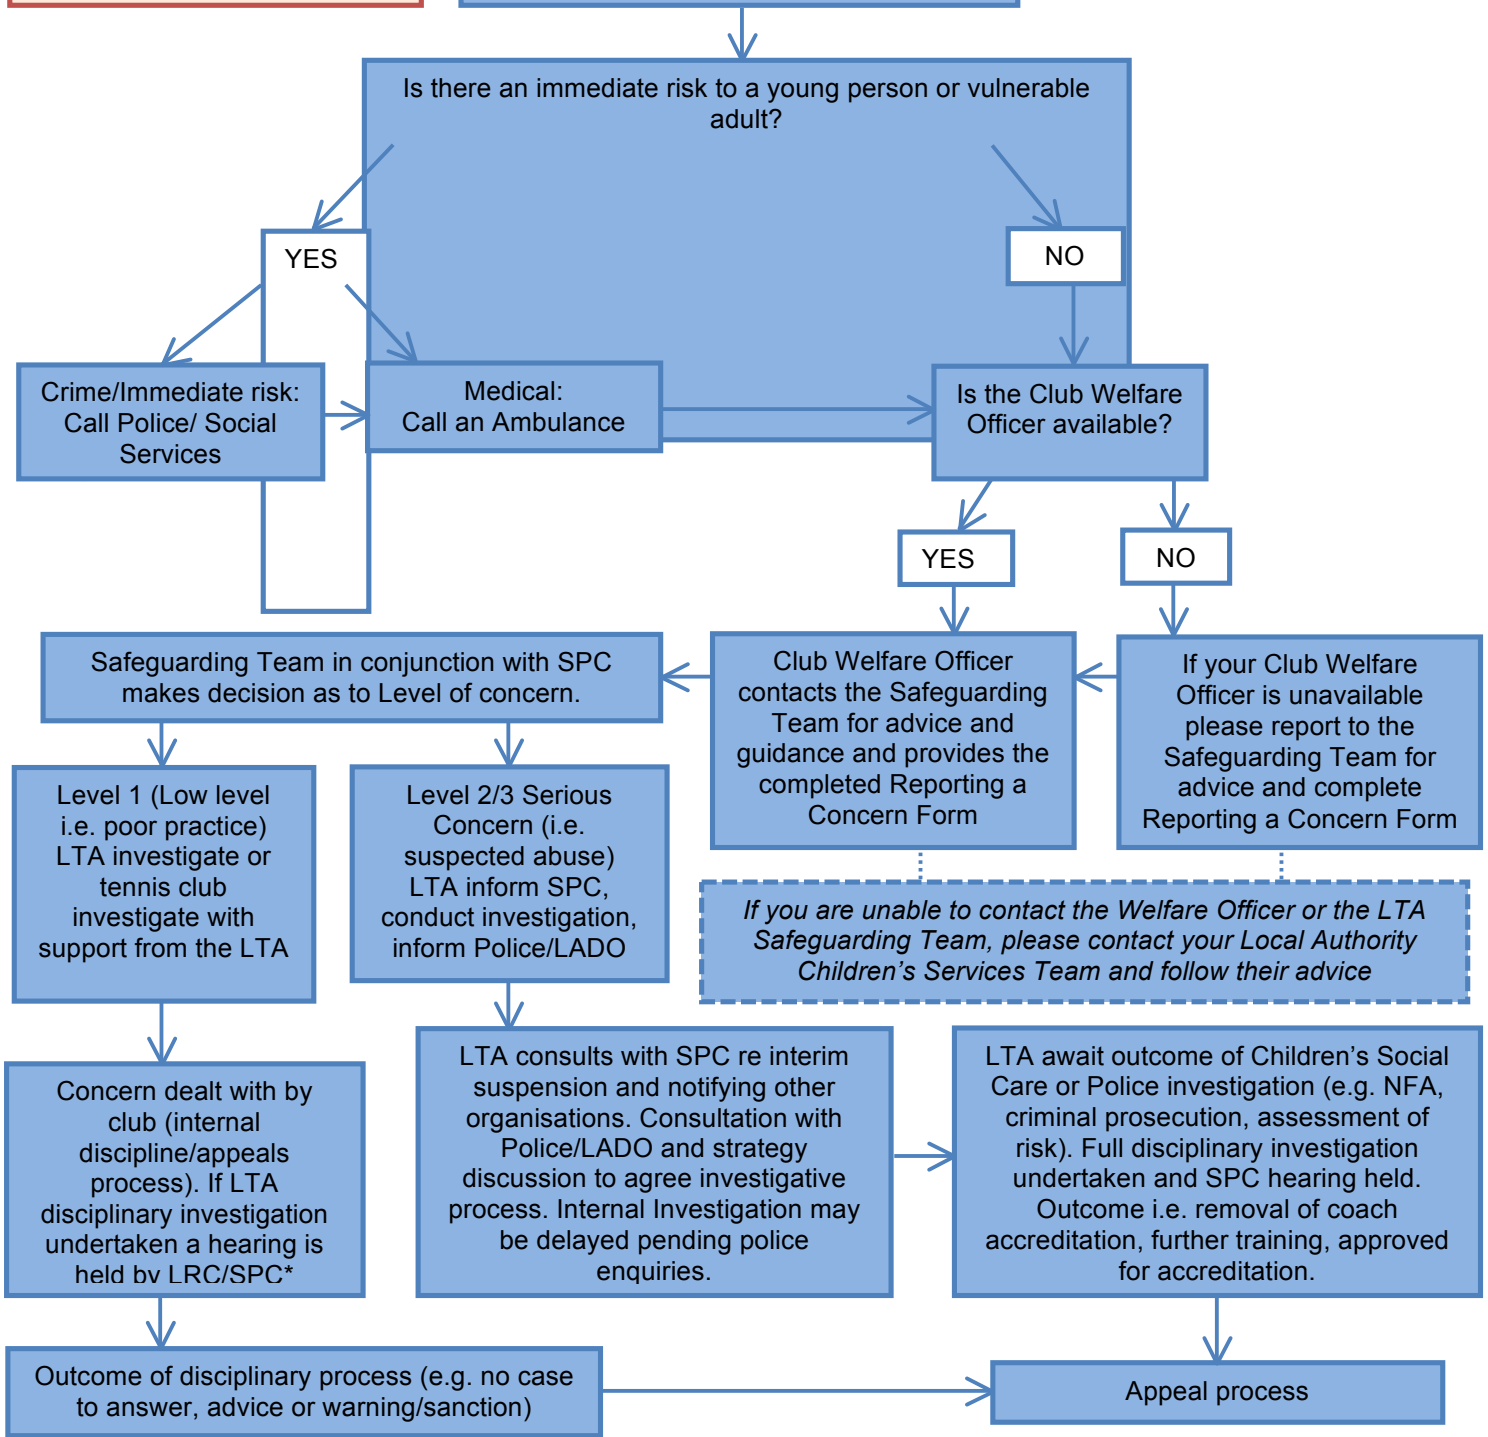 Is there an immediate risk to a young person or vulnerable
adult?
YES
NO
Crime/Immediate risk:
Call Police/ Social
Services
Medical:
Call an Ambulance
Is the Club Welfare
Officer available?
YES
NO
Safeguarding Team in conjunction with SPC
makes decision as to Level of concern.
Club Welfare Officer
contacts the Safeguarding
Team for advice and
guidance and provides the
completed Reporting a
Concern Form
If your Club Welfare
Officer is unavailable
please report to the
Safeguarding Team for
advice and complete
Reporting a Concern Form
Level 1 (Low level
i.e. poor practice)
LTA investigate or
tennis club
investigate with
support from the LTA
Level 2/3 Serious
Concern (i.e.
suspected abuse)
LTA inform SPC,
conduct investigation,
inform Police/LADO
If you are unable to contact the Welfare Officer or the LTA
Safeguarding Team, please contact your Local Authority
Children’s Services Team and follow their advice
Concern dealt with by
club (internal
discipline/appeals
process). If LTA
disciplinary investigation
undertaken a hearing is
held by LRC/SPC*
LTA consults with SPC re interim
suspension and notifying other
organisations. Consultation with
Police/LADO and strategy
discussion to agree investigative
process. Internal Investigation may
be delayed pending police
enquiries.
LTA await outcome of Children’s Social
Care or Police investigation (e.g. NFA,
criminal prosecution, assessment of
risk). Full disciplinary investigation
undertaken and SPC hearing held.
Outcome i.e. removal of coach
accreditation, further training, approved
for accreditation.
Outcome of disciplinary process (e.g. no case
to answer, advice or warning/sanction)
Appeal process